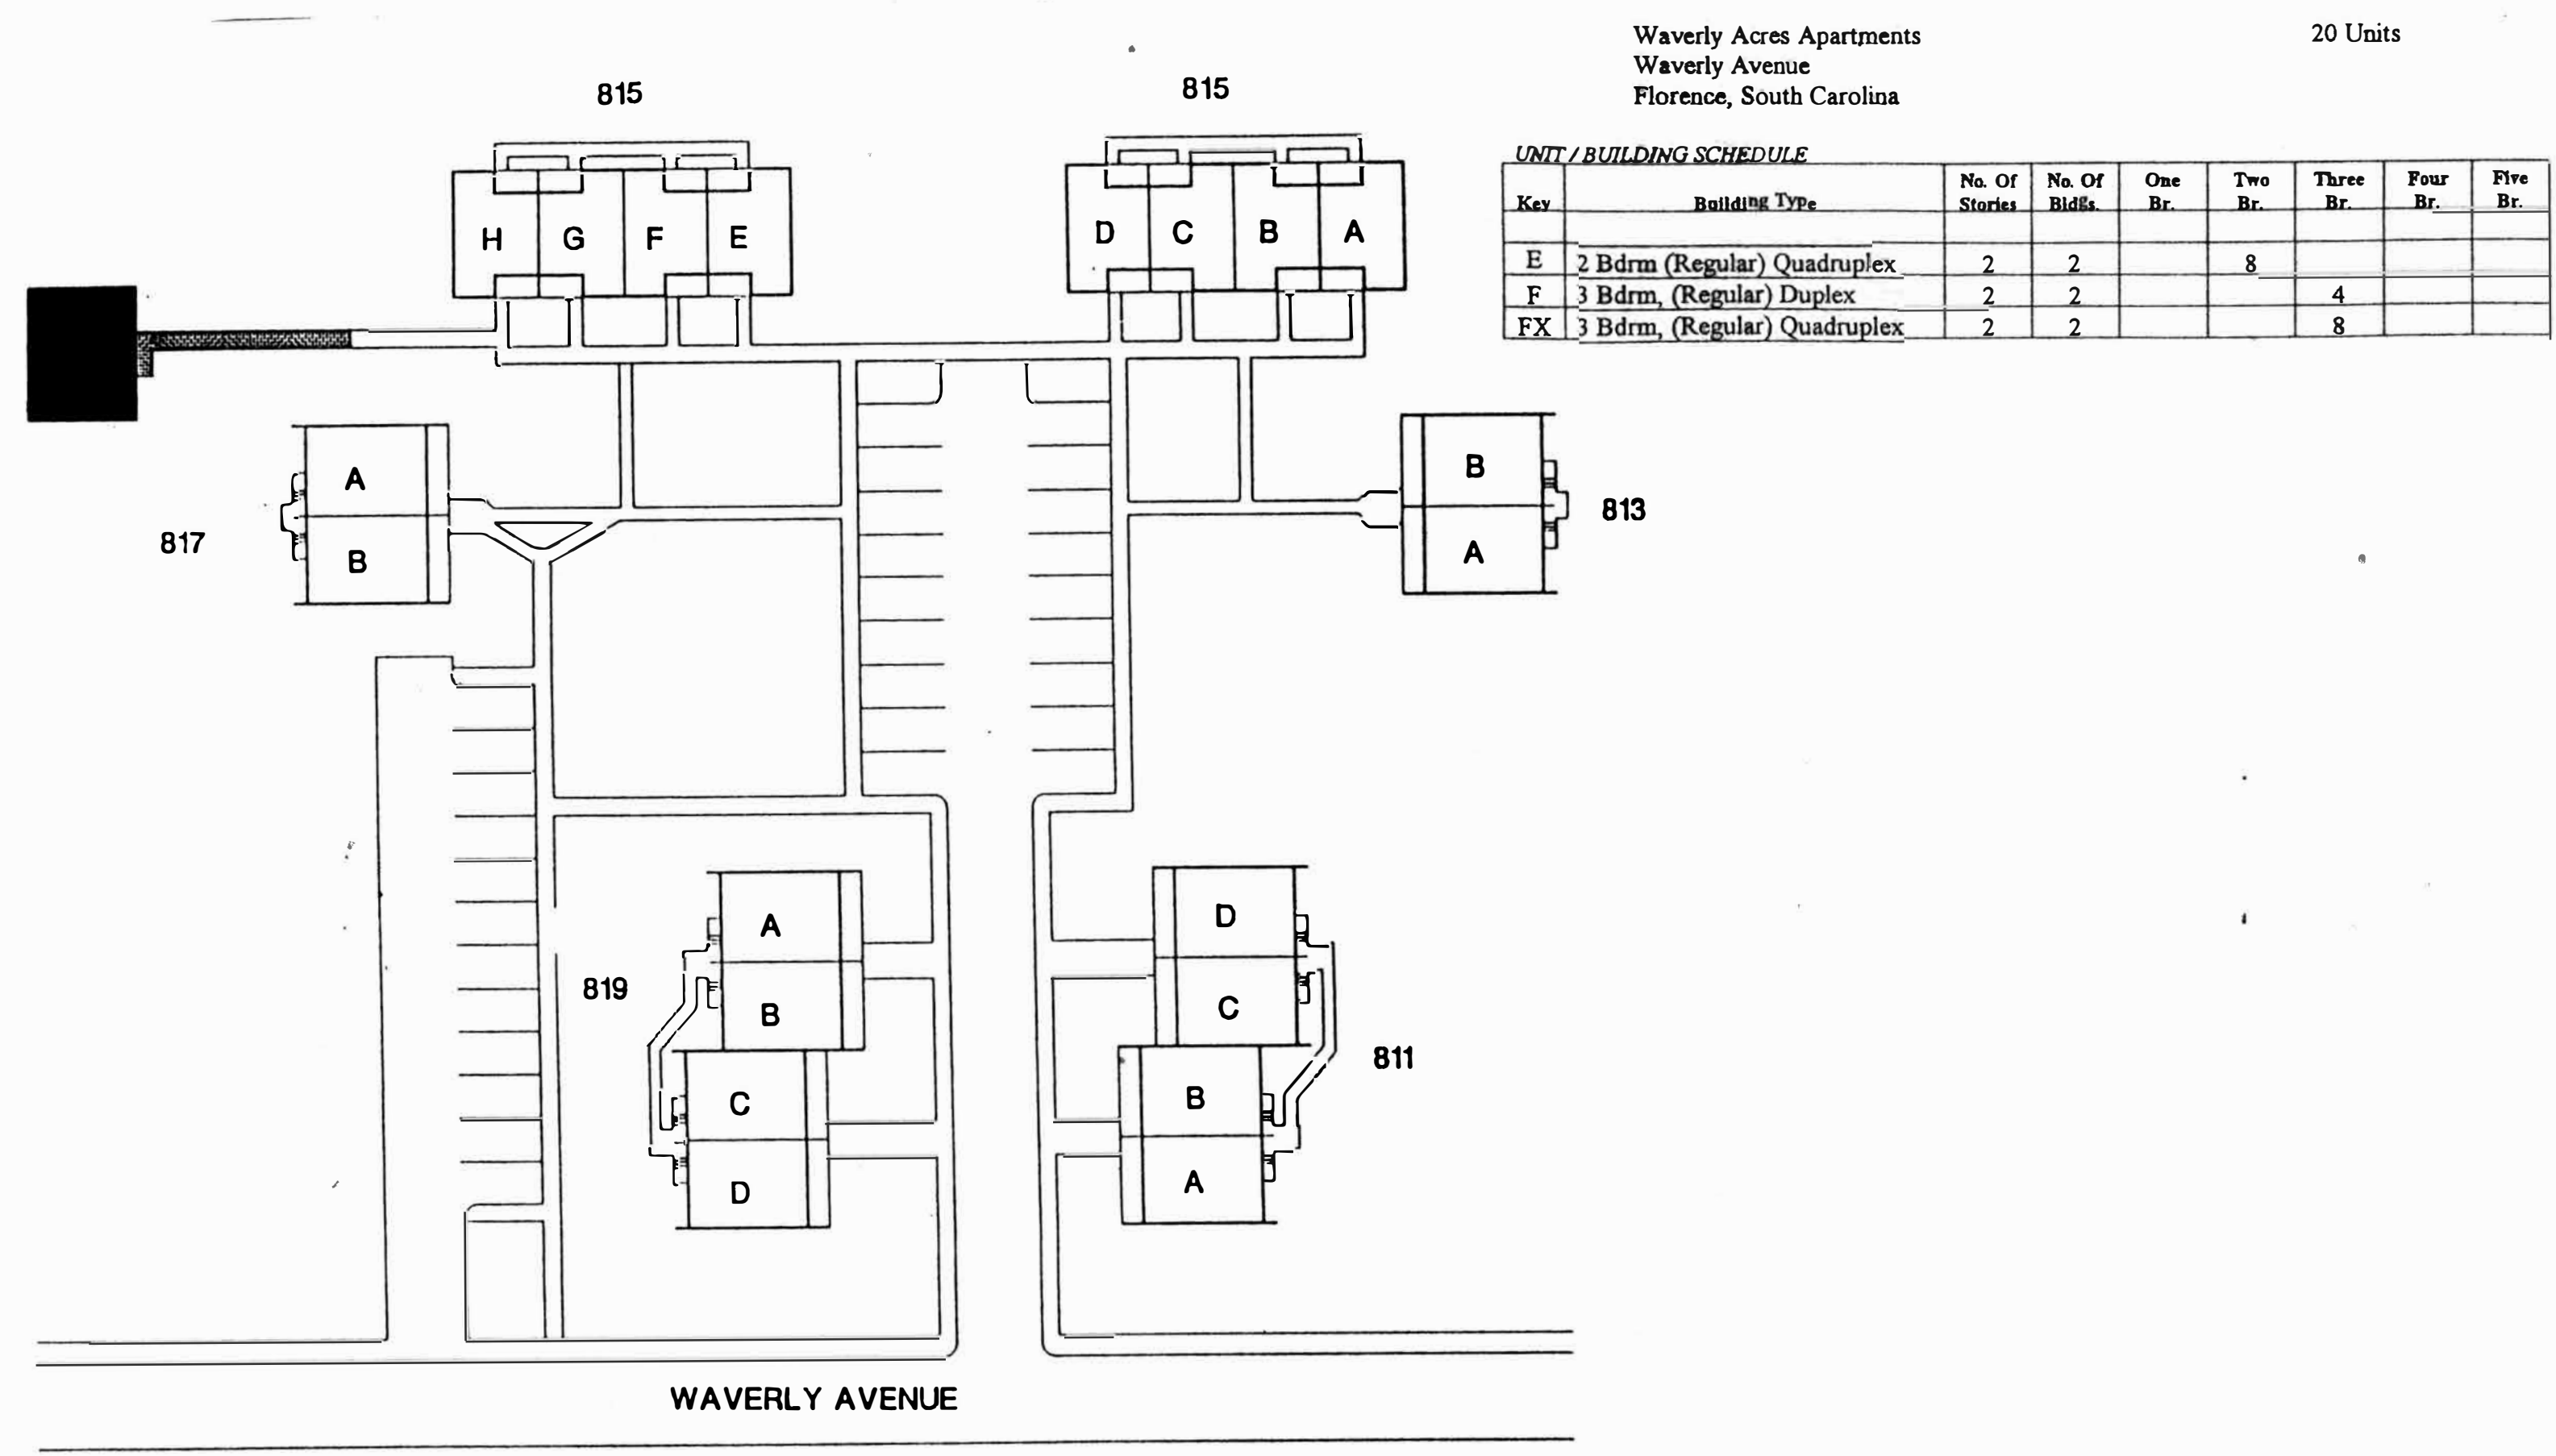 Waverly Acres Apartments 20 Units
Waverly Avenue
Florence, South Carolina
UNIT / BUILDING SCHEDULE
Key Building Type No. Of Stories No. Of Bldgs. One Br. Two Br. Three Br. Four Br. Five Br.
E 2 Bdrm (Regular) Quadruplex 2 2 8
F 3 Bdrm, (Regular) Duplex 2 2 4
FX 3 Bdrm, (Regular) Quadruplex 2 2 8
815
H G F E
815
D C B A
817
A
B
B
A
813
819
A
B
C
D
D
C
B
A
811
WAVERLY AVENUE